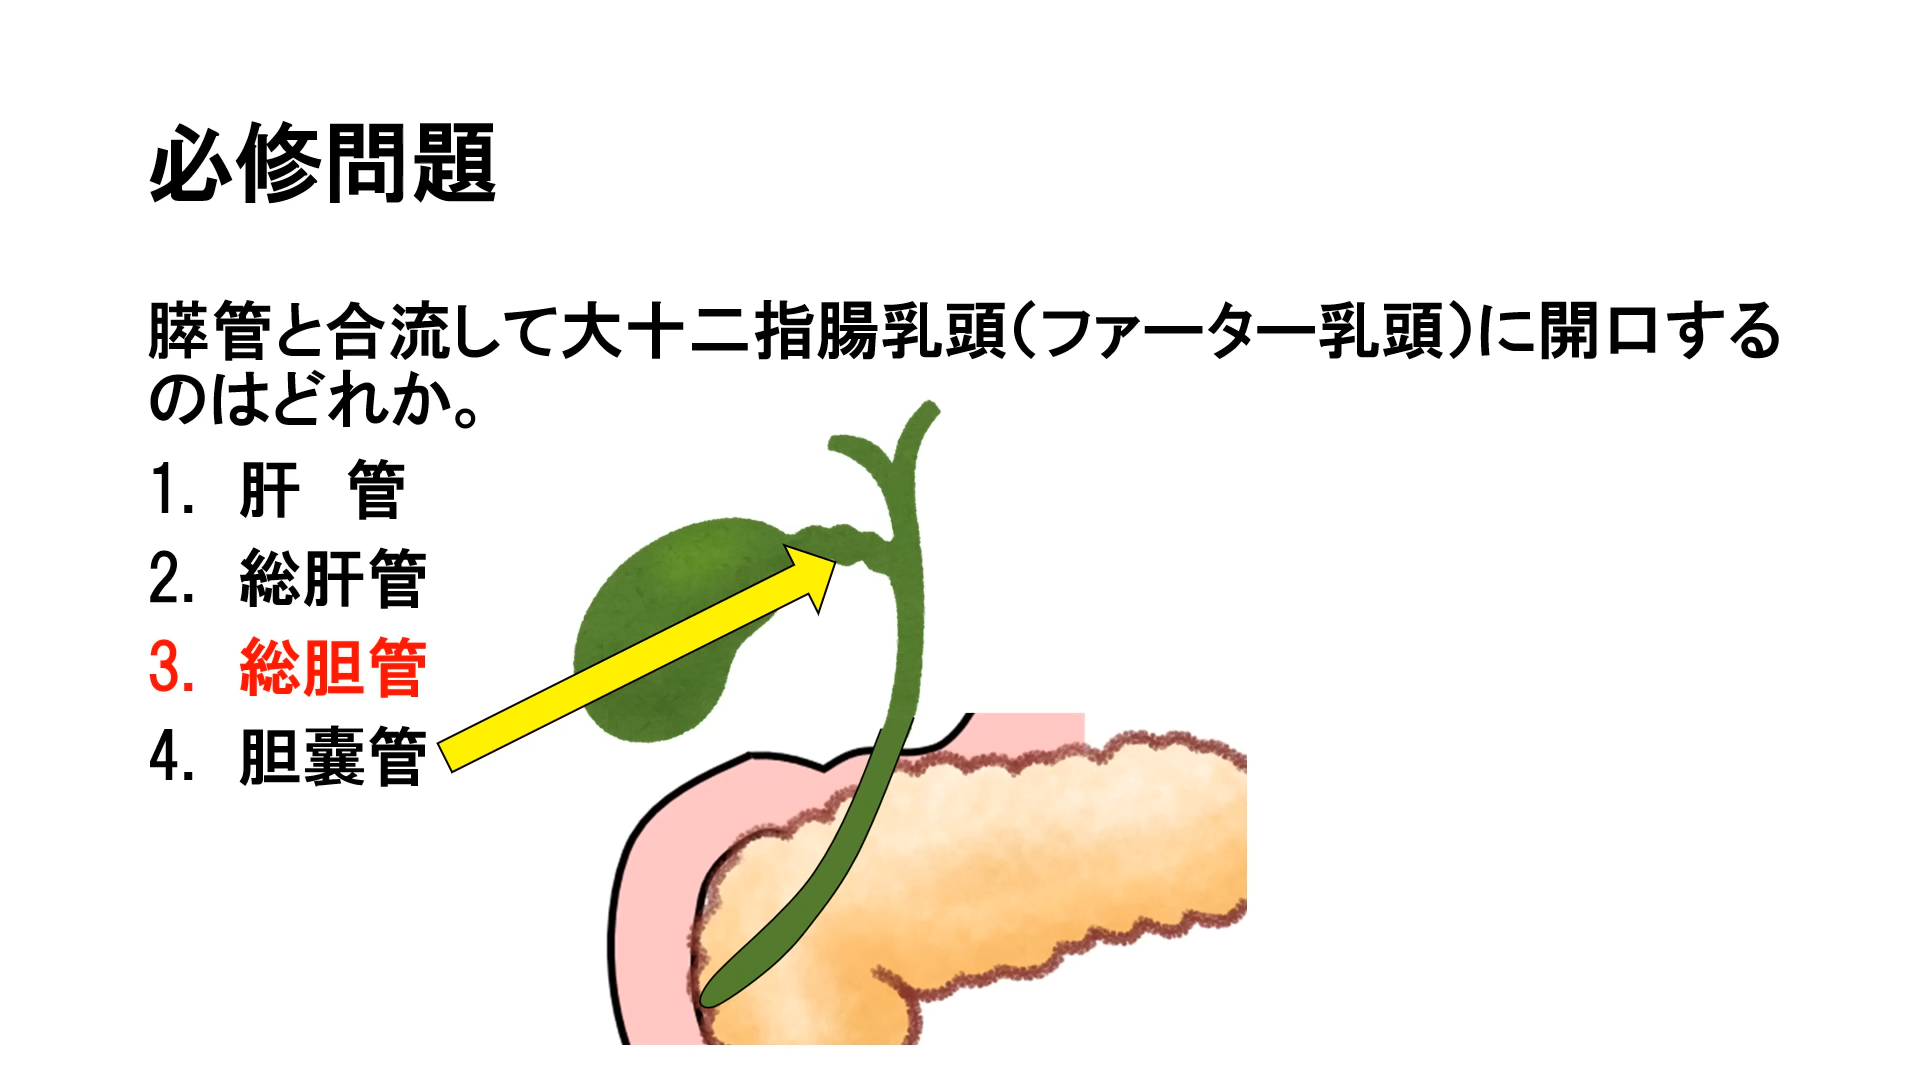 必修問題
膵管と合流して大十二指腸乳頭（ファーター乳頭）に開口する
のはどれか。
1. 肝　管
2. 総肝管
3. 総胆管
4. 胆嚢管